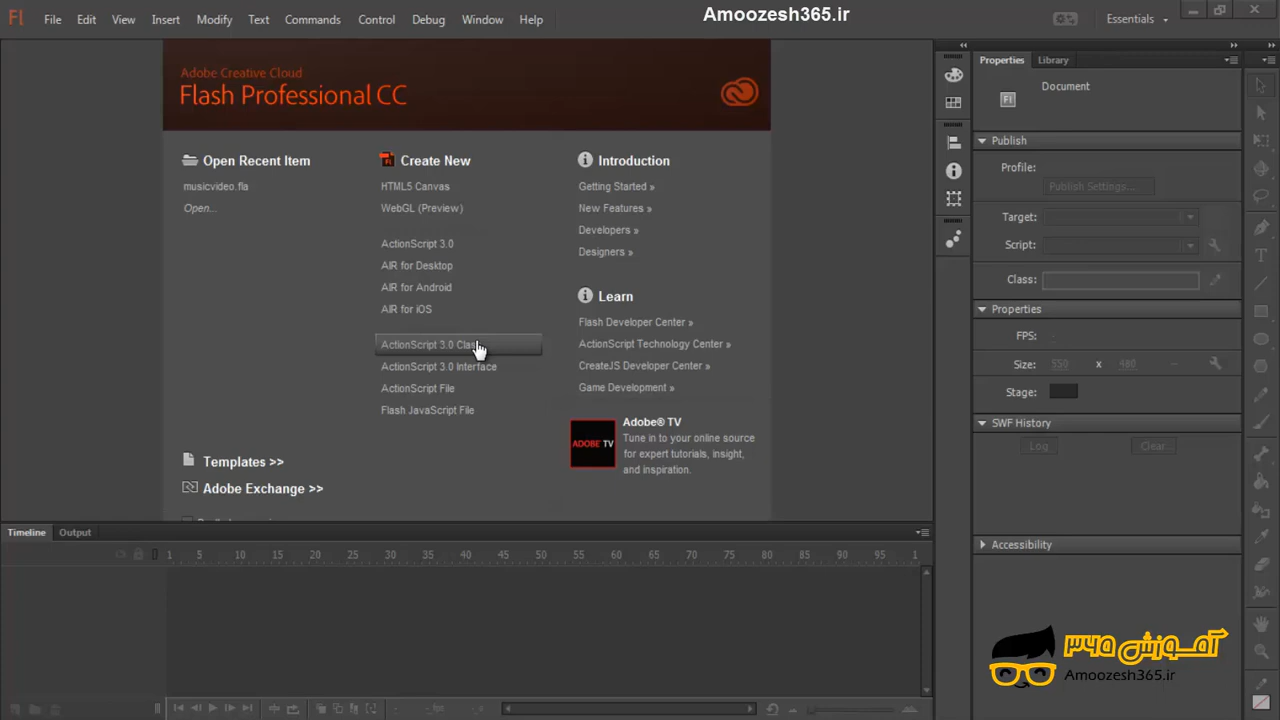 Fl File Edit View Insert Modify Text Commands Control Debug Window Help
Amoozesh365.ir
Essentials
Adobe Creative Cloud
Flash Professional CC
Open Recent Item
musicvideo.fla
Open...
Create New
HTML5 Canvas
WebGL (Preview)
ActionScript 3.0
AIR for Desktop
AIR for Android
AIR for iOS
ActionScript 3.0 Clas
ActionScript 3.0 Interface
ActionScript File
Flash JavaScript File
Introduction
Getting Started »
New Features »
Developers »
Designers »
Learn
Flash Developer Center »
ActionScript Technology Center »
CreateJS Developer Center »
Game Development »
ADOBE TV
Adobe® TV
Tune in to your online source
for expert tutorials, insight,
and inspiration.
Templates >>
Adobe Exchange >>
Properties Library
Fl Document
Publish
Profile: Publish Settings...
Target:
Script:
Class:
Properties
FPS: -
Size: 550 x 480
Stage:
SWF History
Log Clear
Accessibility
Timeline Output
1 5 10 15 20 25 30 35 40 45 50 55 60 65 70 75 80 85 90 95 1
آموزش ۳۶۵
Amoozesh365.ir